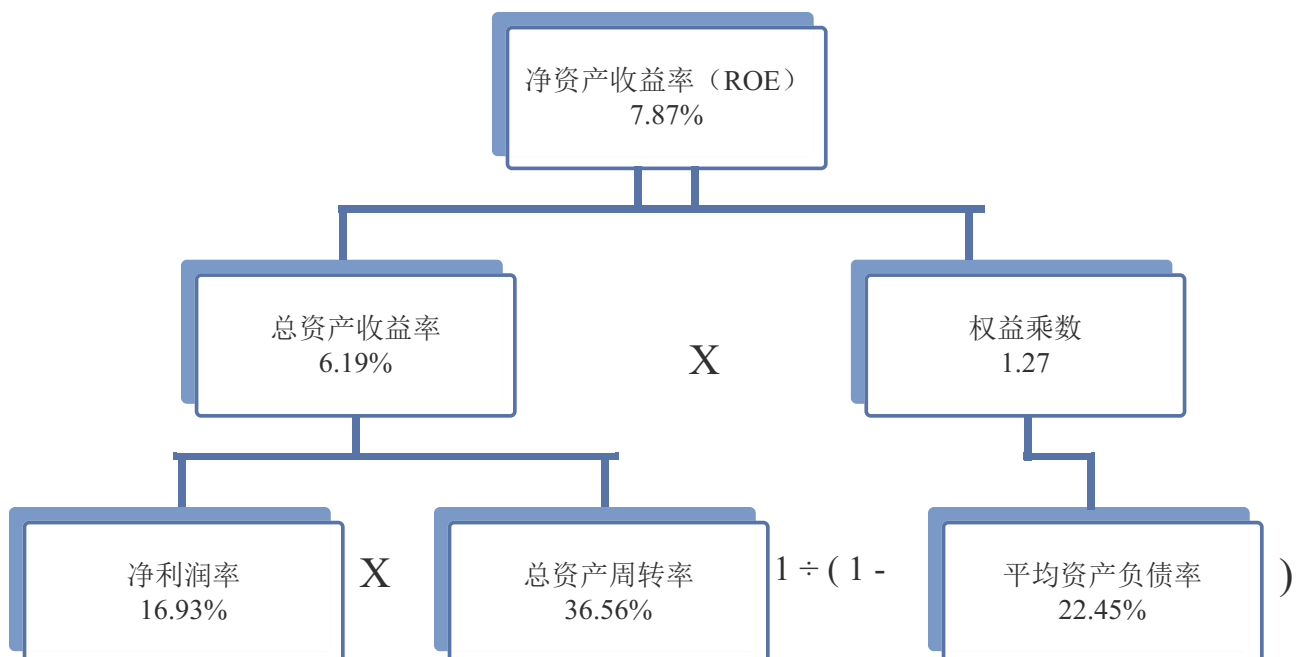 净资产收益率（ROE）
7.87%
总资产收益率
6.19%
X
权益乘数
1.27
净利润率
16.93%
X
总资产周转率
36.56%
1 ÷ ( 1 -
平均资产负债率
22.45%
)